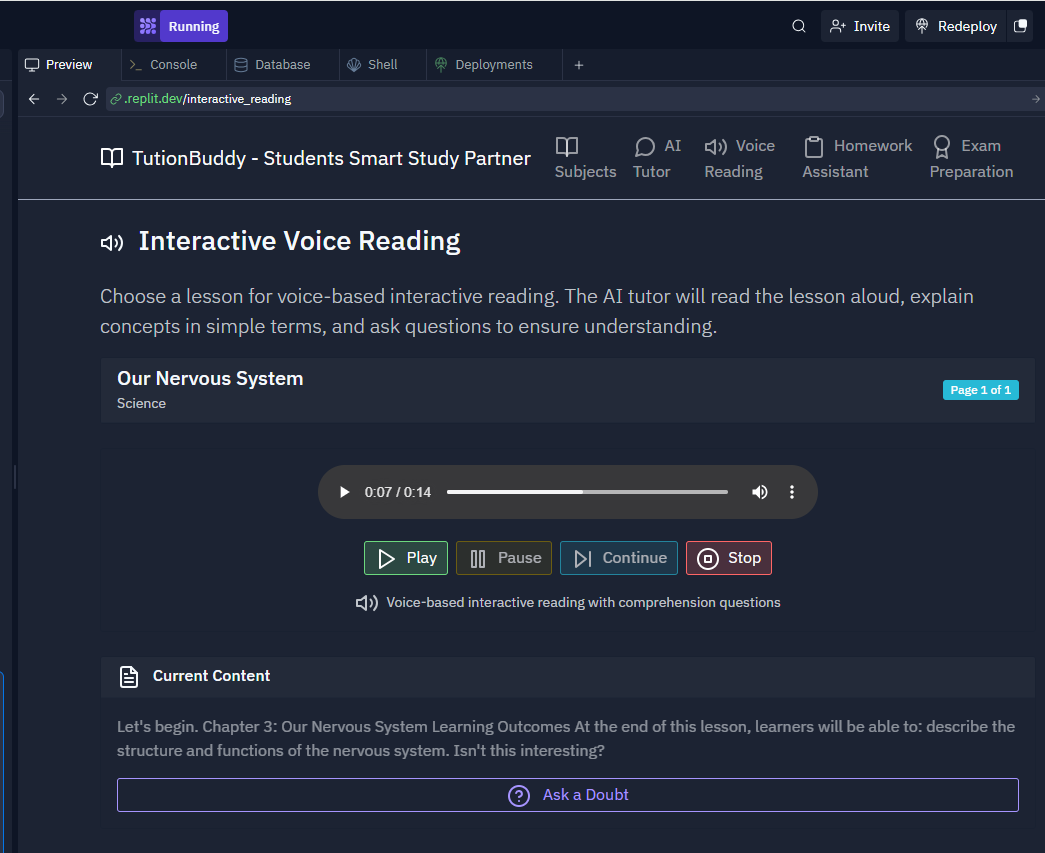 Running
Invite
Redeploy
Preview
Console
Database
Shell
Deployments
.replit.dev/interactive_reading
TutionBuddy - Students Smart Study Partner
Subjects
AI
Tutor
Voice
Reading
Homework
Assistant
Exam
Preparation
Interactive Voice Reading
Choose a lesson for voice-based interactive reading. The AI tutor will read the lesson aloud, explain
concepts in simple terms, and ask questions to ensure understanding.
Our Nervous System
Science
Page 1 of 1
0:07 / 0:14
Play
Pause
Continue
Stop
Voice-based interactive reading with comprehension questions
Current Content
Let's begin. Chapter 3: Our Nervous System Learning Outcomes At the end of this lesson, learners will be able to: describe the
structure and functions of the nervous system. Isn't this interesting?
Ask a Doubt